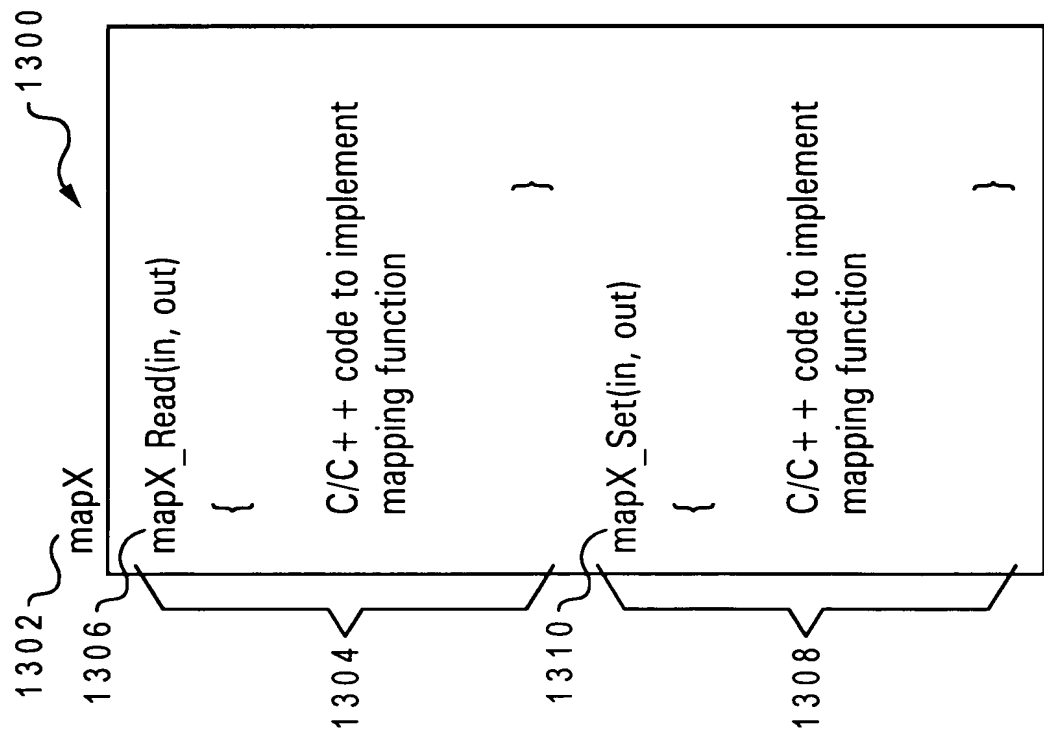 1300
1302
mapX
1306
mapX_Read(in, out)
{
C/C++ code to implement
mapping function
}
1304
1310
mapX_Set(in, out)
{
C/C++ code to implement
mapping function
}
1308